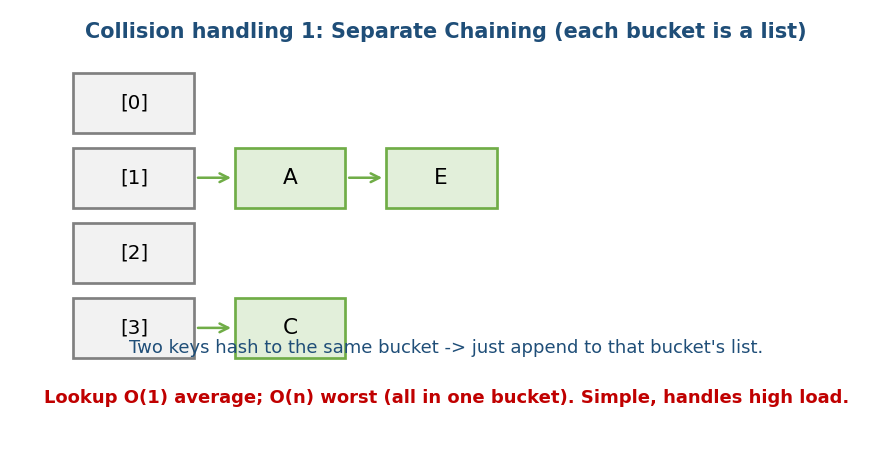 Collision handling 1: Separate Chaining (each bucket is a list)
[0]
[1] A E
[2]
[3] C
Two keys hash to the same bucket -> just append to that bucket's list.
Lookup O(1) average; O(n) worst (all in one bucket). Simple, handles high load.